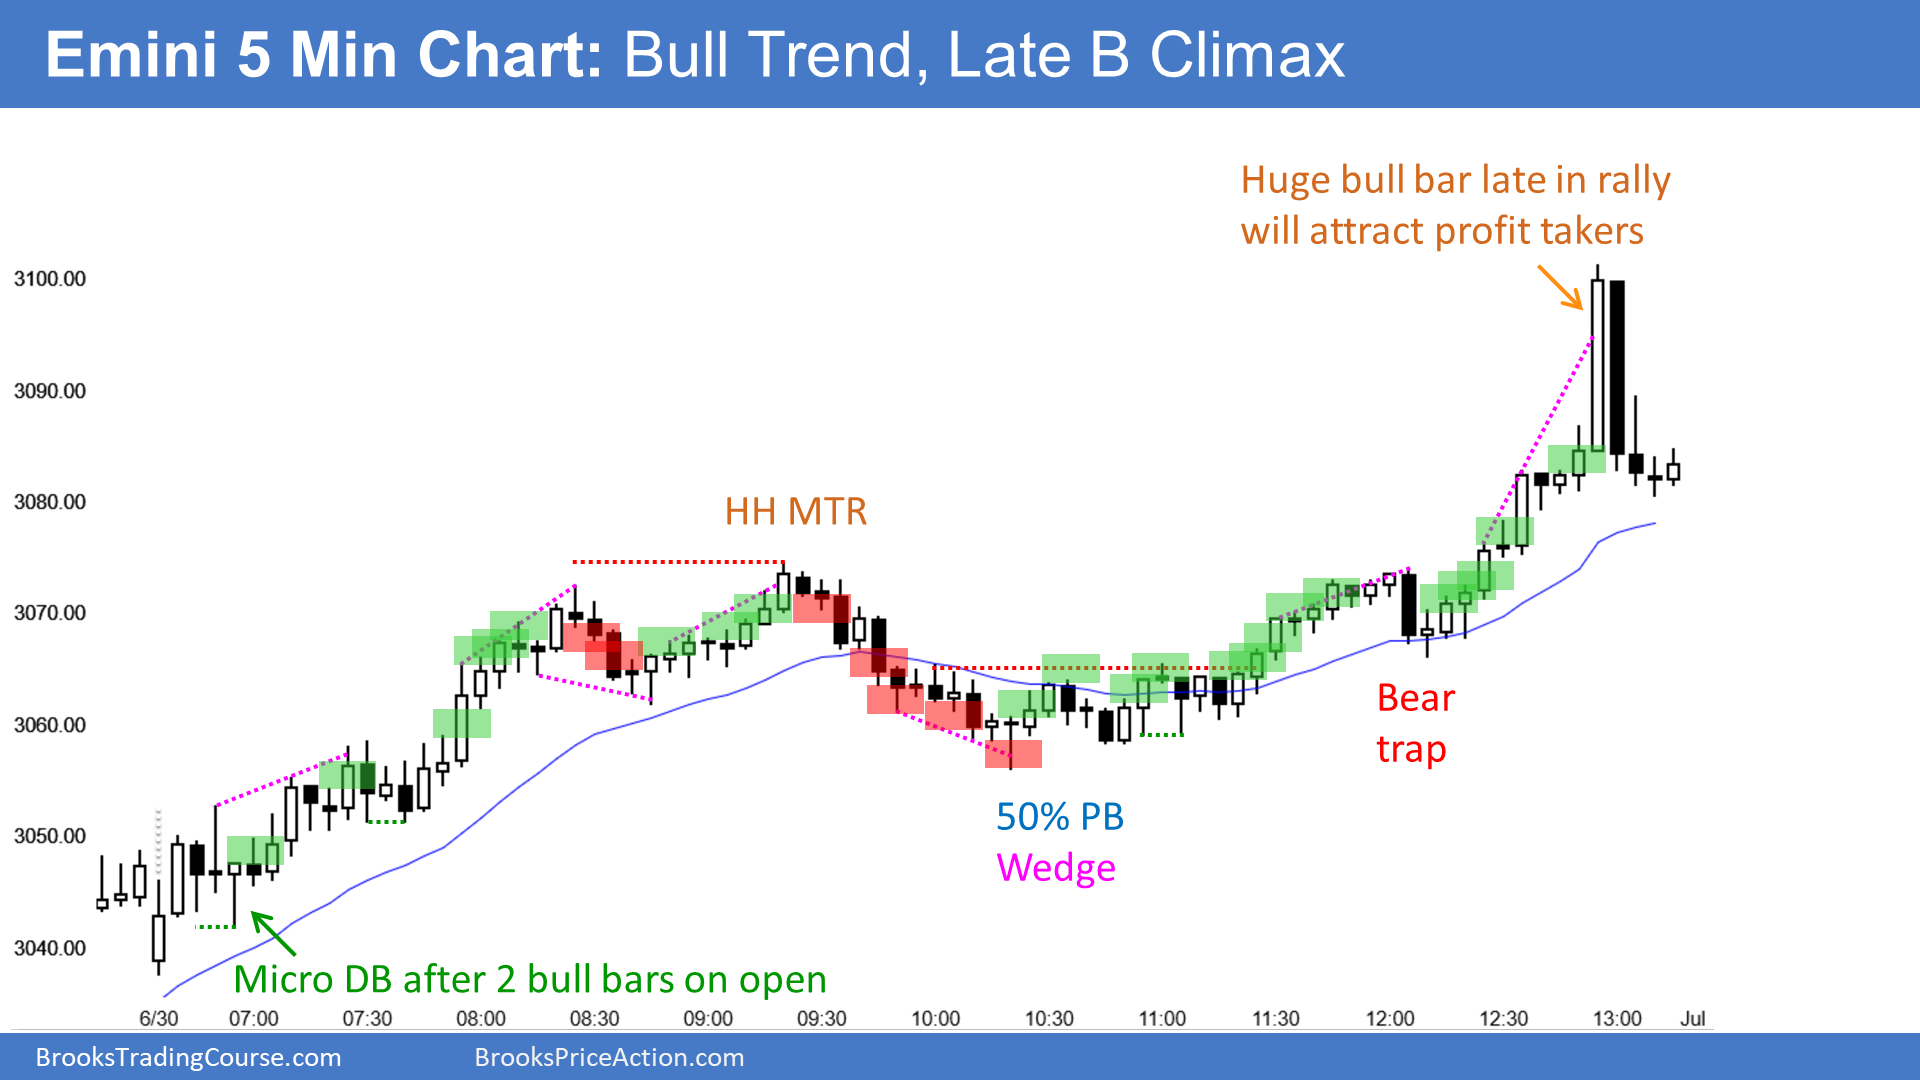 Emini 5 Min Chart: Bull Trend, Late B Climax
Huge bull bar late in rally
will attract profit takers
3100.00
3090.00
3080.00
3070.00
3060.00
3050.00
3040.00
HH MTR
Bear
trap
50% PB
Wedge
Micro DB after 2 bull bars on open
6/30 07:00 07:30 08:00 08:30 09:00 09:30 10:00 10:30 11:00 11:30 12:00 12:30 13:00 Jul
BrooksTradingCourse.com BrooksPriceAction.com